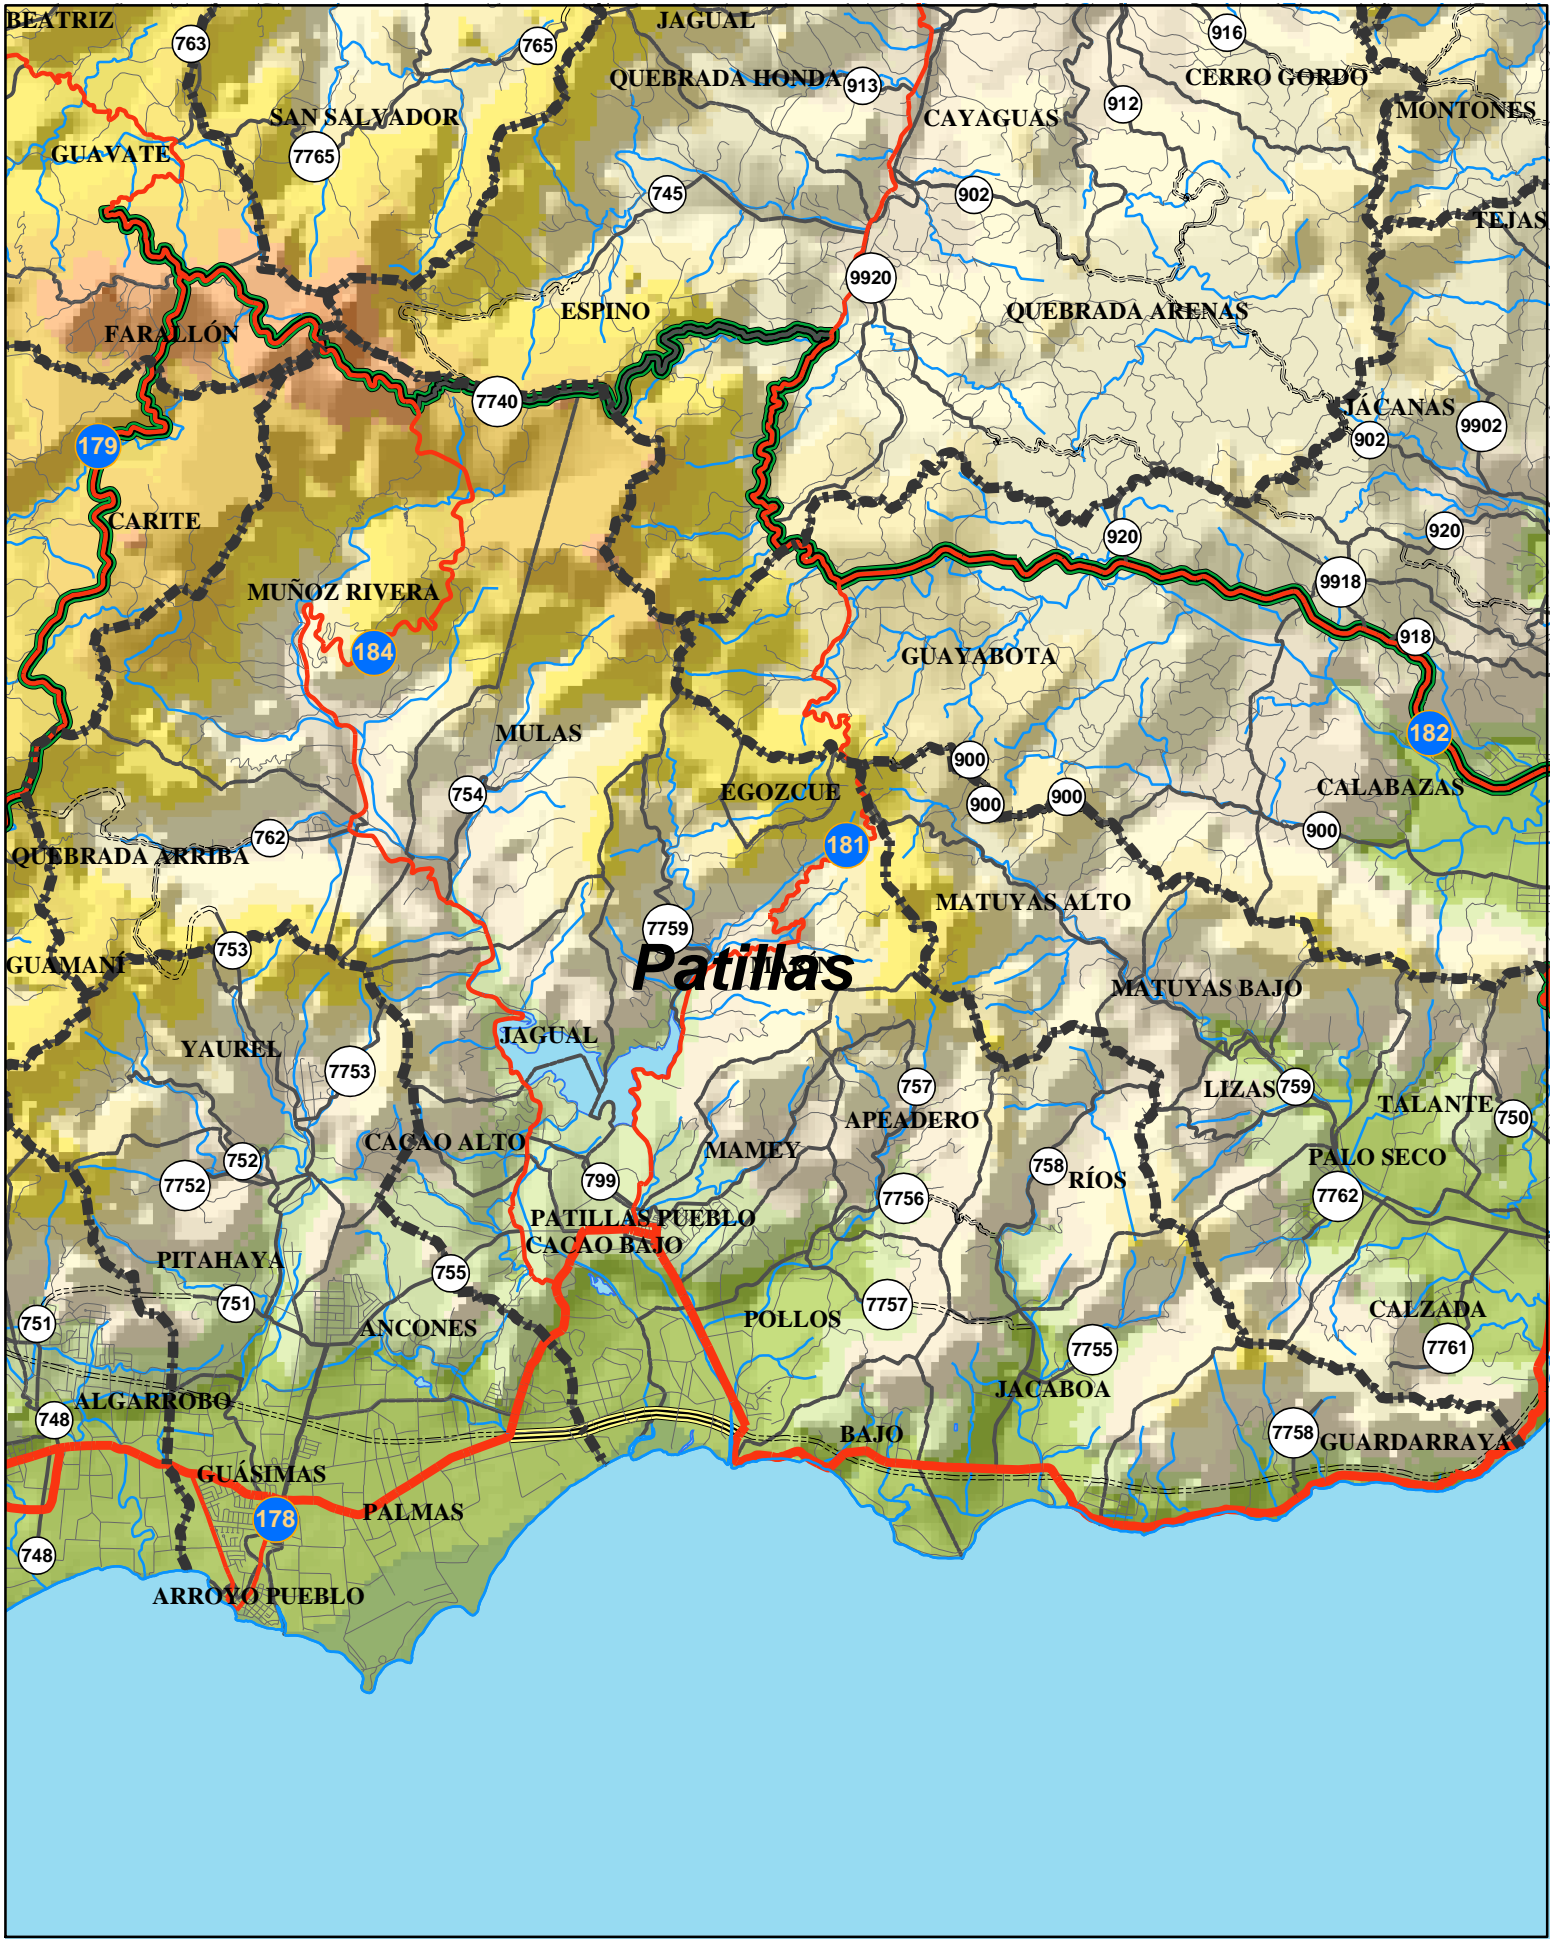 BEATRIZ
JAGUAL
763
765
916
QUEBRADA HONDA
913
CERRO GORDO
912
MONTONES
SAN SALVADOR
CAYAGUAS
GUAVATE
7765
745
902
TEJAS
9920
ESPINO
QUEBRADA ARENAS
FARALLÓN
7740
JÁCANAS
9902
902
179
CARITE
920
920
9918
MUÑOZ RIVERA
918
184
GUAYABOTA
MULAS
182
900
754
EGOZCUE
900
900
CALABAZAS
762
181
900
QUEBRADA ARRIBA
MATUYAS ALTO
7759
753
GUAMANÍ
Patillas
MATUYAS BAJO
JAGUAL
YAUREL
7753
757
LIZAS
759
TALANTE
750
APEADERO
CACAO ALTO
MAMEY
752
PALO SECO
758
RÍOS
799
7752
7756
7762
PATILLAS PUEBLO
CACAO BAJO
PITAHAYA
755
751
7757
751
POLLOS
CALZADA
ANCONES
7755
7761
JACABOA
ALGARROBO
748
BAJO
7758
GUARDARRAYA
GUÁSIMAS
PALMAS
178
748
ARROYO PUEBLO